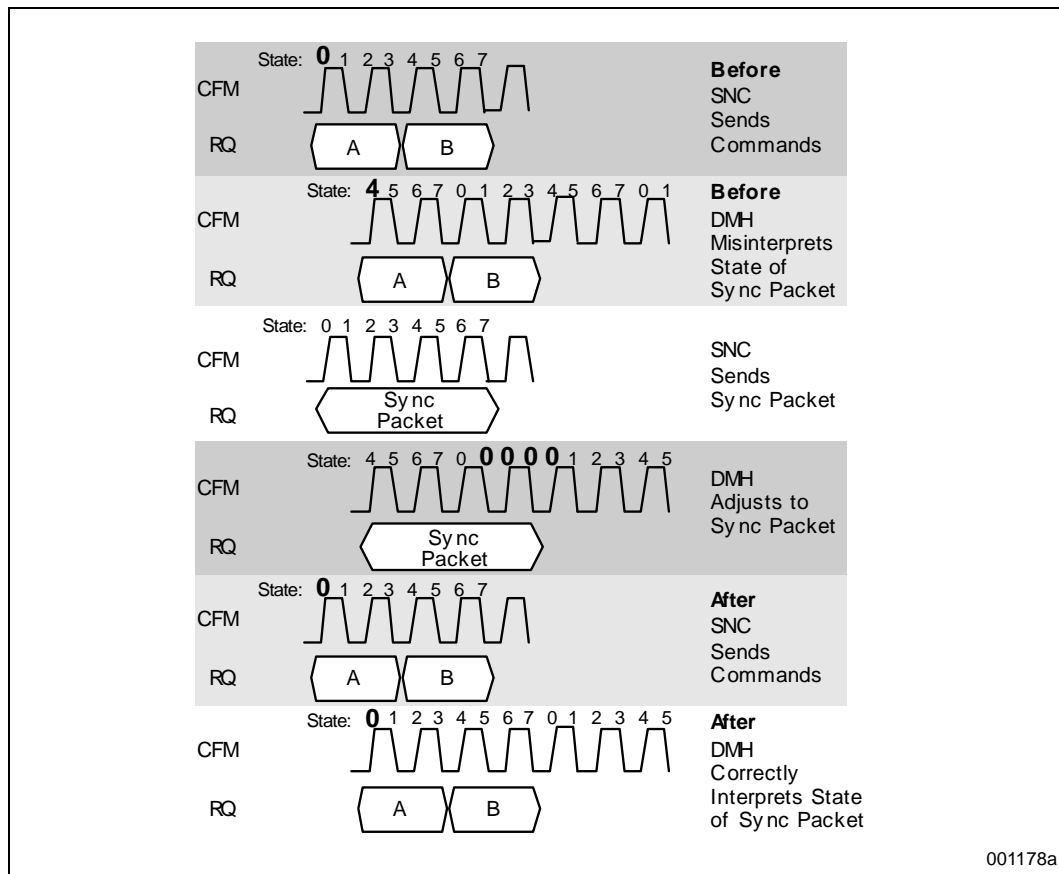 State: 0 1 2 3 4 5 6 7
CFM
RQ
A B
Before
SNC
Sends
Commands
State: 4 5 6 7 0 1 2 3 4 5 6 7 0 1
CFM
RQ
A B
Before
DMH
Misinterprets
State of
Sync Packet
State: 0 1 2 3 4 5 6 7
CFM
RQ
Sync
Packet
SNC
Sends
Sync Packet
State: 4 5 6 7 0 0 0 0 0 1 2 3 4 5
CFM
RQ
Sync
Packet
DMH
Adjusts to
Sync Packet
State: 0 1 2 3 4 5 6 7
CFM
RQ
A B
After
SNC
Sends
Commands
State: 0 1 2 3 4 5 6 7 0 1 2 3 4 5
CFM
RQ
A B
After
DMH
Correctly
Interprets State
of Sync Packet
001178a